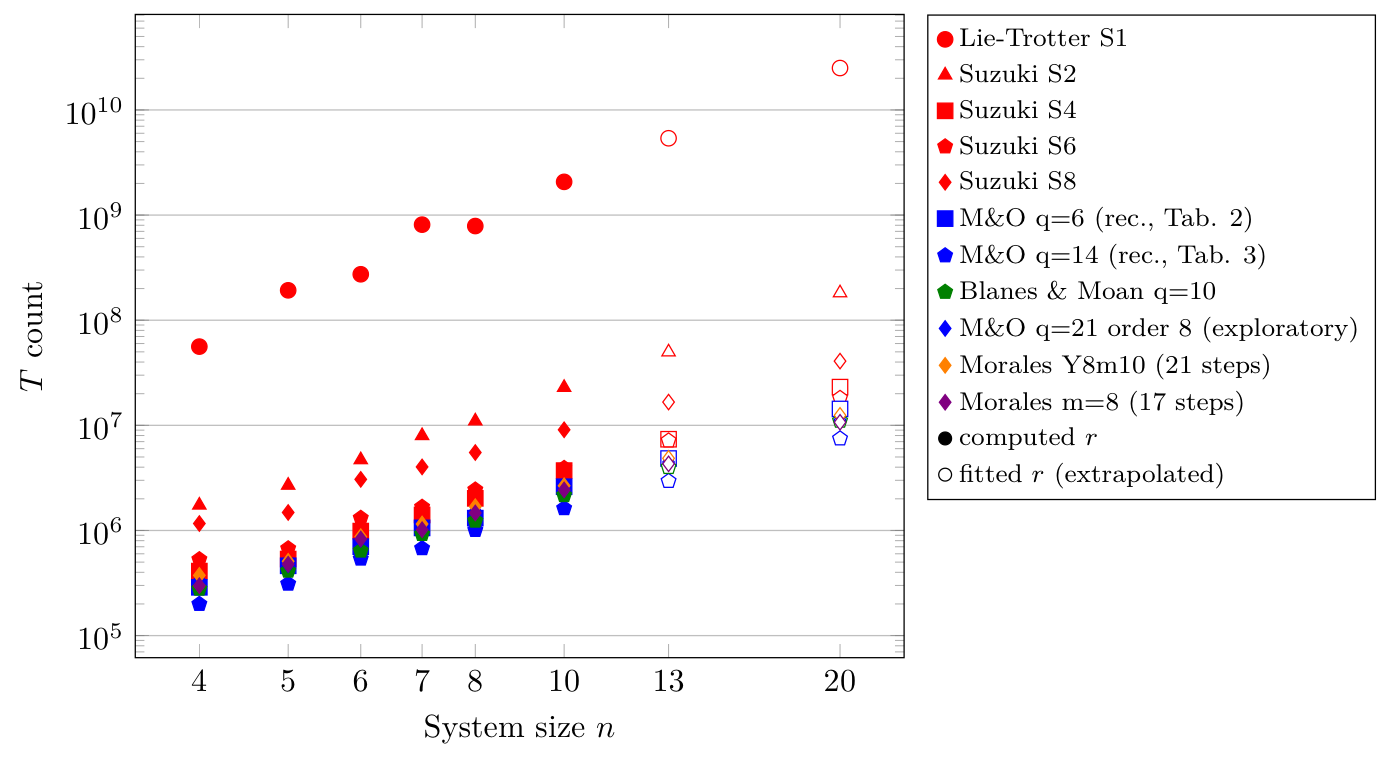 10^10
10^9
10^8
10^7
10^6
10^5
T count
4 5 6 7 8 10 13 20
System size n
Lie-Trotter S1
Suzuki S2
Suzuki S4
Suzuki S6
Suzuki S8
M&O q=6 (rec., Tab. 2)
M&O q=14 (rec., Tab. 3)
Blanes & Moan q=10
M&O q=21 order 8 (exploratory)
Morales Y8m10 (21 steps)
Morales m=8 (17 steps)
computed r
fitted r (extrapolated)